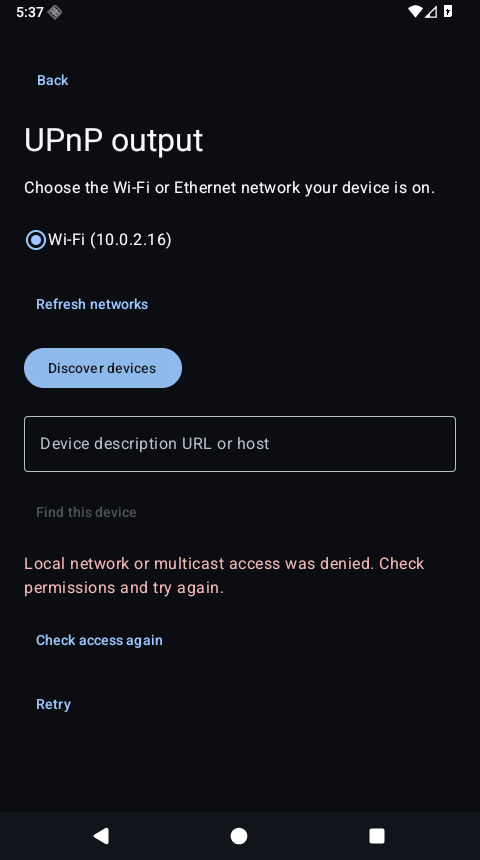 5:37
Back
UPnP output
Choose the Wi-Fi or Ethernet network your device is on.
Wi-Fi (10.0.2.16)
Refresh networks
Discover devices
Device description URL or host
Find this device
Local network or multicast access was denied. Check
permissions and try again.
Check access again
Retry